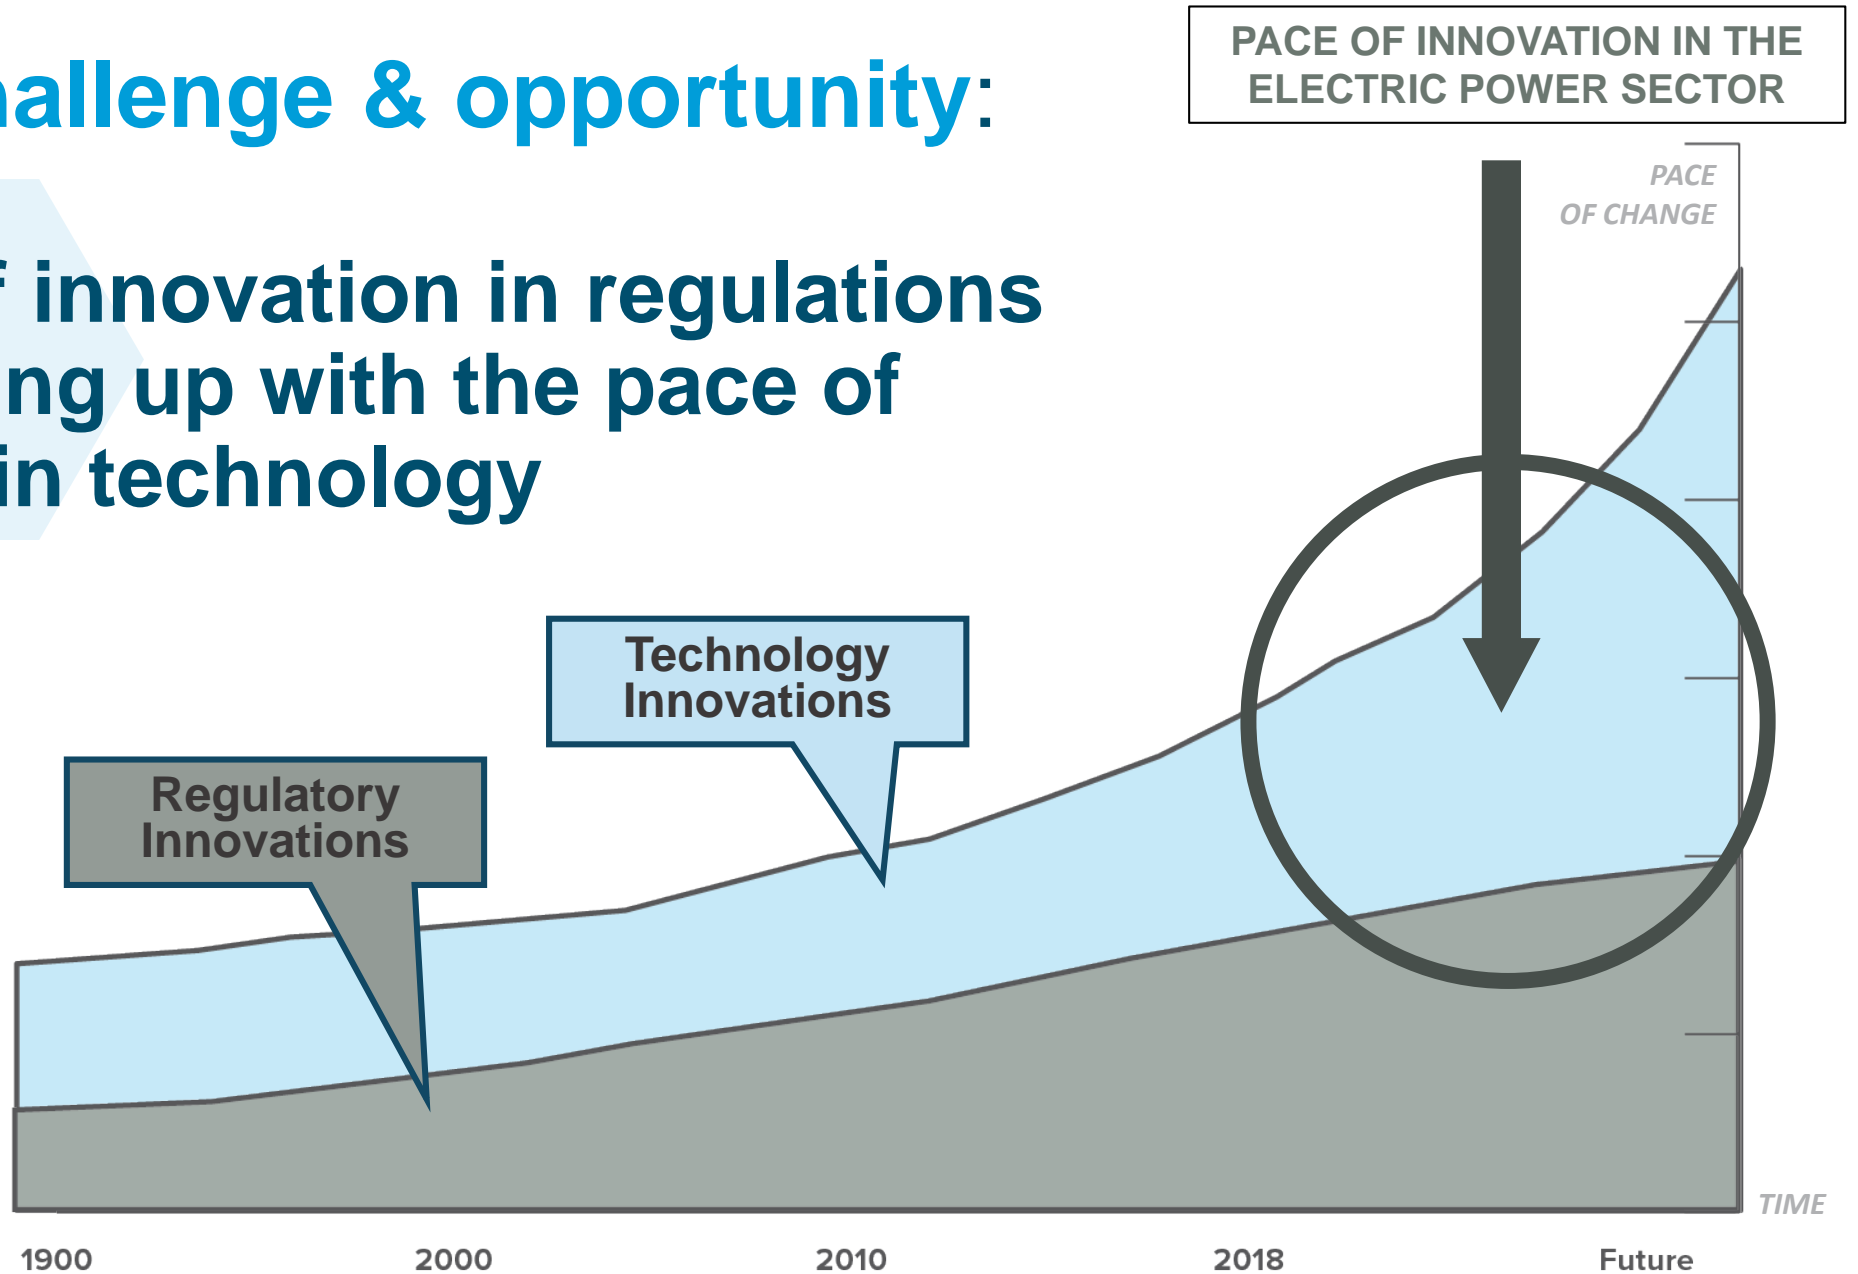 hallenge & opportunity:
f innovation in regulations
ng up with the pace of
in technology
PACE OF INNOVATION IN THE
ELECTRIC POWER SECTOR
PACE
OF CHANGE
Technology
Innovations
Regulatory
Innovations
TIME
1900 2000 2010 2018 Future